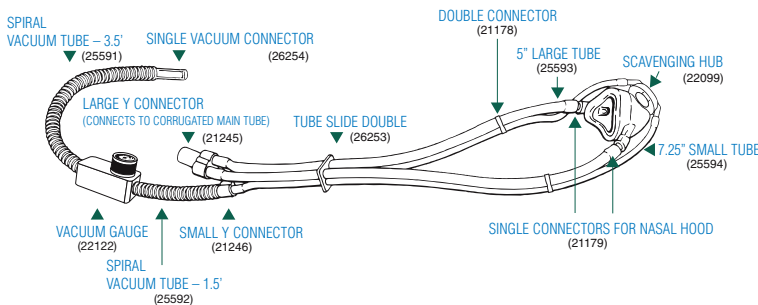 SPIRAL
VACUUM TUBE – 3.5’
(25591)
SINGLE VACUUM CONNECTOR
(26254)
DOUBLE CONNECTOR
(21178)
5” LARGE TUBE
(25593)
SCAVENGING HUB
(22099)
LARGE Y CONNECTOR
(CONNECTS TO CORRUGATED MAIN TUBE)
(21245)
TUBE SLIDE DOUBLE
(26253)
7.25” SMALL TUBE
(25594)
VACUUM GAUGE
(22122)
SMALL Y CONNECTOR
(21246)
SINGLE CONNECTORS FOR NASAL HOOD
(21179)
SPIRAL
VACUUM TUBE – 1.5’
(25592)